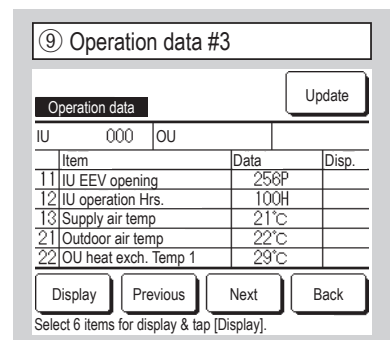 ⑨ Operation data #3
Update
Operation data
IU 000 OU
Item Data Disp.
11 IU EEV opening 256P
12 IU operation Hrs. 100H
13 Supply air temp 21℃
21 Outdoor air temp 22℃
22 OU heat exch. Temp 1 29℃
Display Previous Next Back
Select 6 items for display & tap [Display].